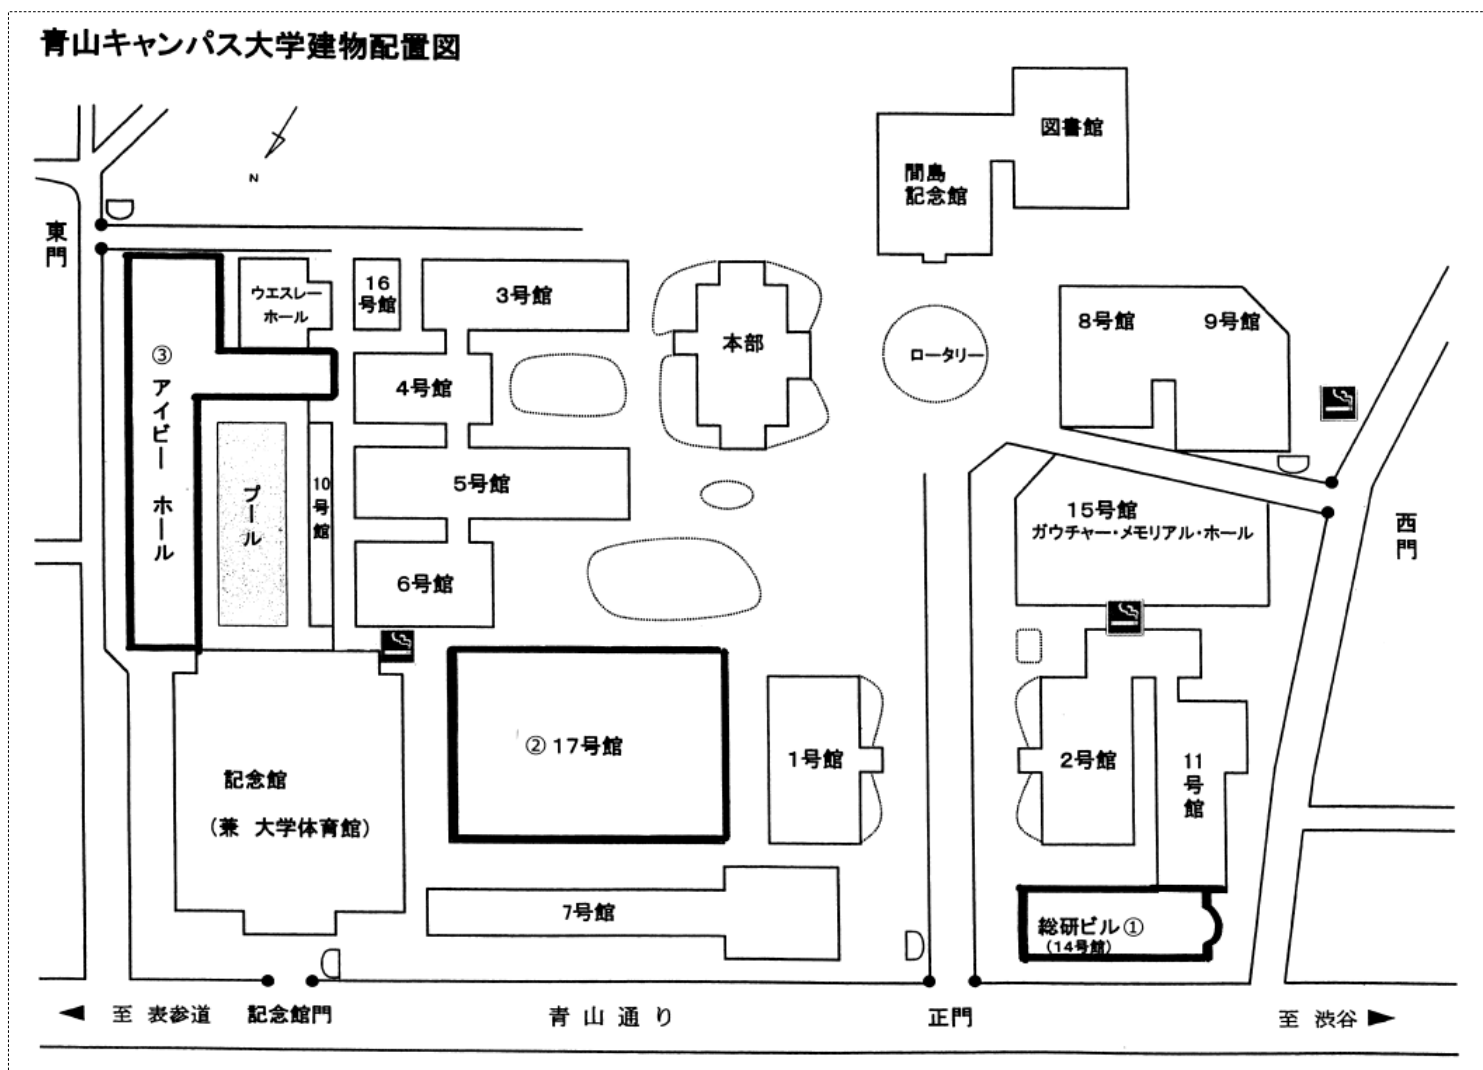 青山キャンパス大学建物配置図
N
図書館
間島
記念館
東門
ウエスレー
ホール
16
号館
3号館
本部
ロータリー
8号館
9号館
③アイビー ホール
4号館
プール
10号館
5号館
6号館
15号館
ガウチャー・メモリアル・ホール
西門
②17号館
1号館
2号館
11号館
記念館
(兼 大学体育館)
7号館
総研ビル①
(14号館)
至 表参道
記念館門
青山通り
正門
至 渋谷